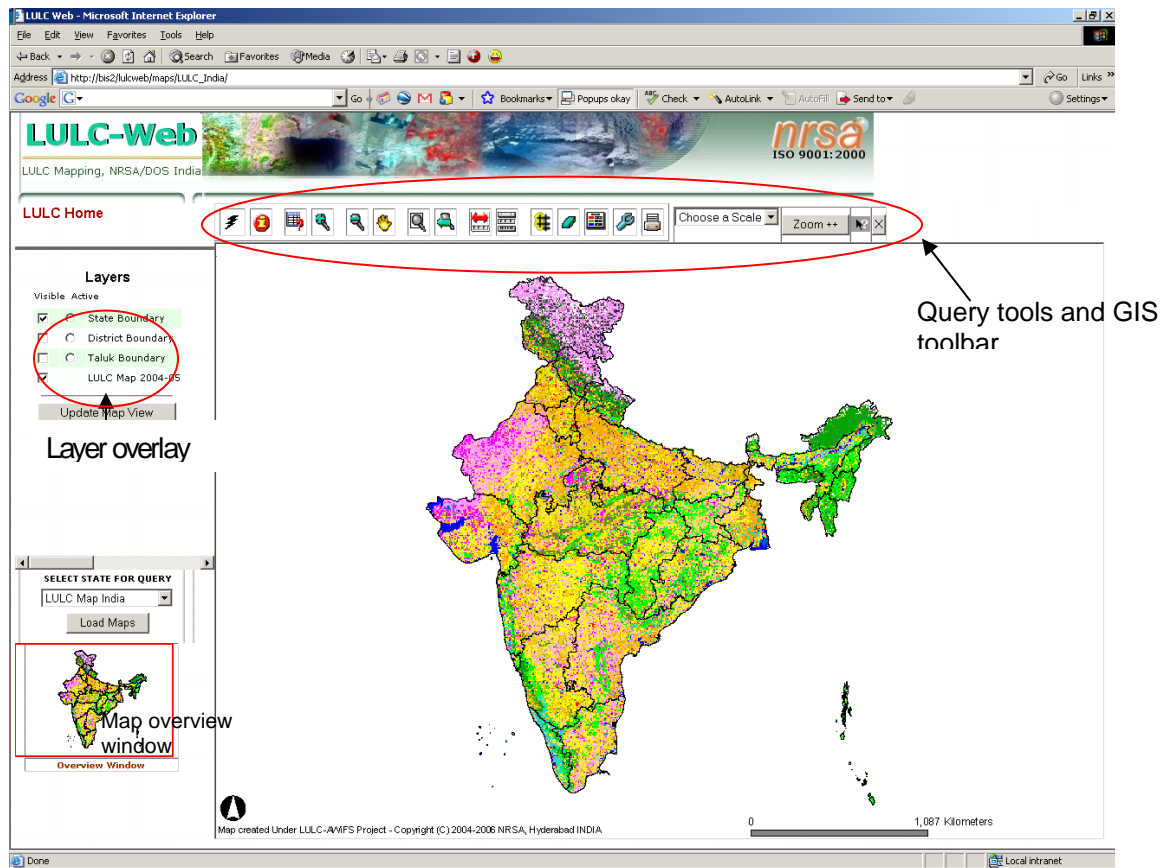 LULC Web - Microsoft Internet Explorer
File Edit View Favorites Tools Help
Back Search Favorites Media
Address http://bis2/lulcweb/maps/LULC_India/ Go Links »
Google G Go Bookmarks Popups okay ABC Check AutoLink AutoFill Send to Settings
LULC-Web
nrsa
ISO 9001:2000
LULC Mapping, NRSA/DOS India
LULC Home
Choose a Scale Zoom ++
Query tools and GIS
toolbar
Layers
Visible Active
State Boundary
District Boundary
Taluk Boundary
LULC Map 2004-05
Update Map View
Layer overlay
SELECT STATE FOR QUERY
LULC Map India
Load Maps
Map overview
window
Overview Window
0 1,087 Kilometers
Map created Under LULC-AWiFS Project - Copyright (C) 2004-2006 NRSA, Hyderabad INDIA
Done Local intranet